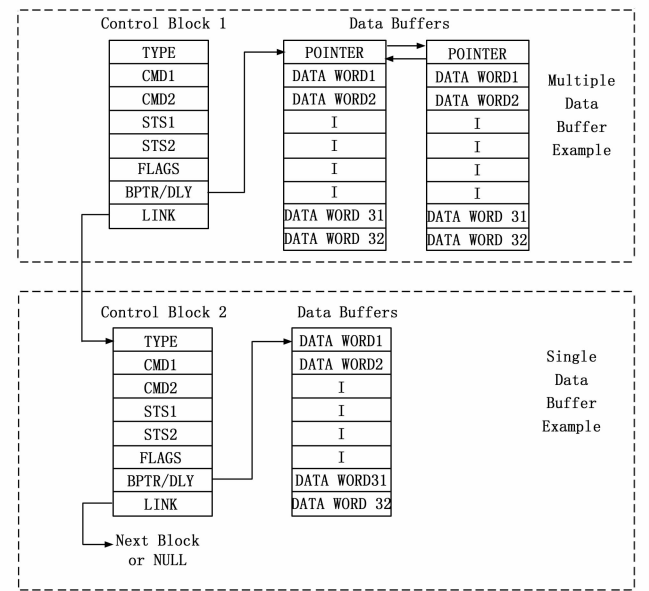 Control Block 1
TYPE
CMD1
CMD2
STS1
STS2
FLAGS
BPTR/DLY
LINK
Data Buffers
POINTER
DATA WORD1
DATA WORD2
I
I
I
I
DATA WORD 31
DATA WORD 32
POINTER
DATA WORD1
DATA WORD2
I
I
I
I
DATA WORD 31
DATA WORD 32
Multiple
Data
Buffer
Example
Control Block 2
TYPE
CMD1
CMD2
STS1
STS2
FLAGS
BPTR/DLY
LINK
Next Block
or NULL
Data Buffers
DATA WORD1
DATA WORD2
I
I
I
I
DATA WORD31
DATA WORD 32
Single
Data
Buffer
Example